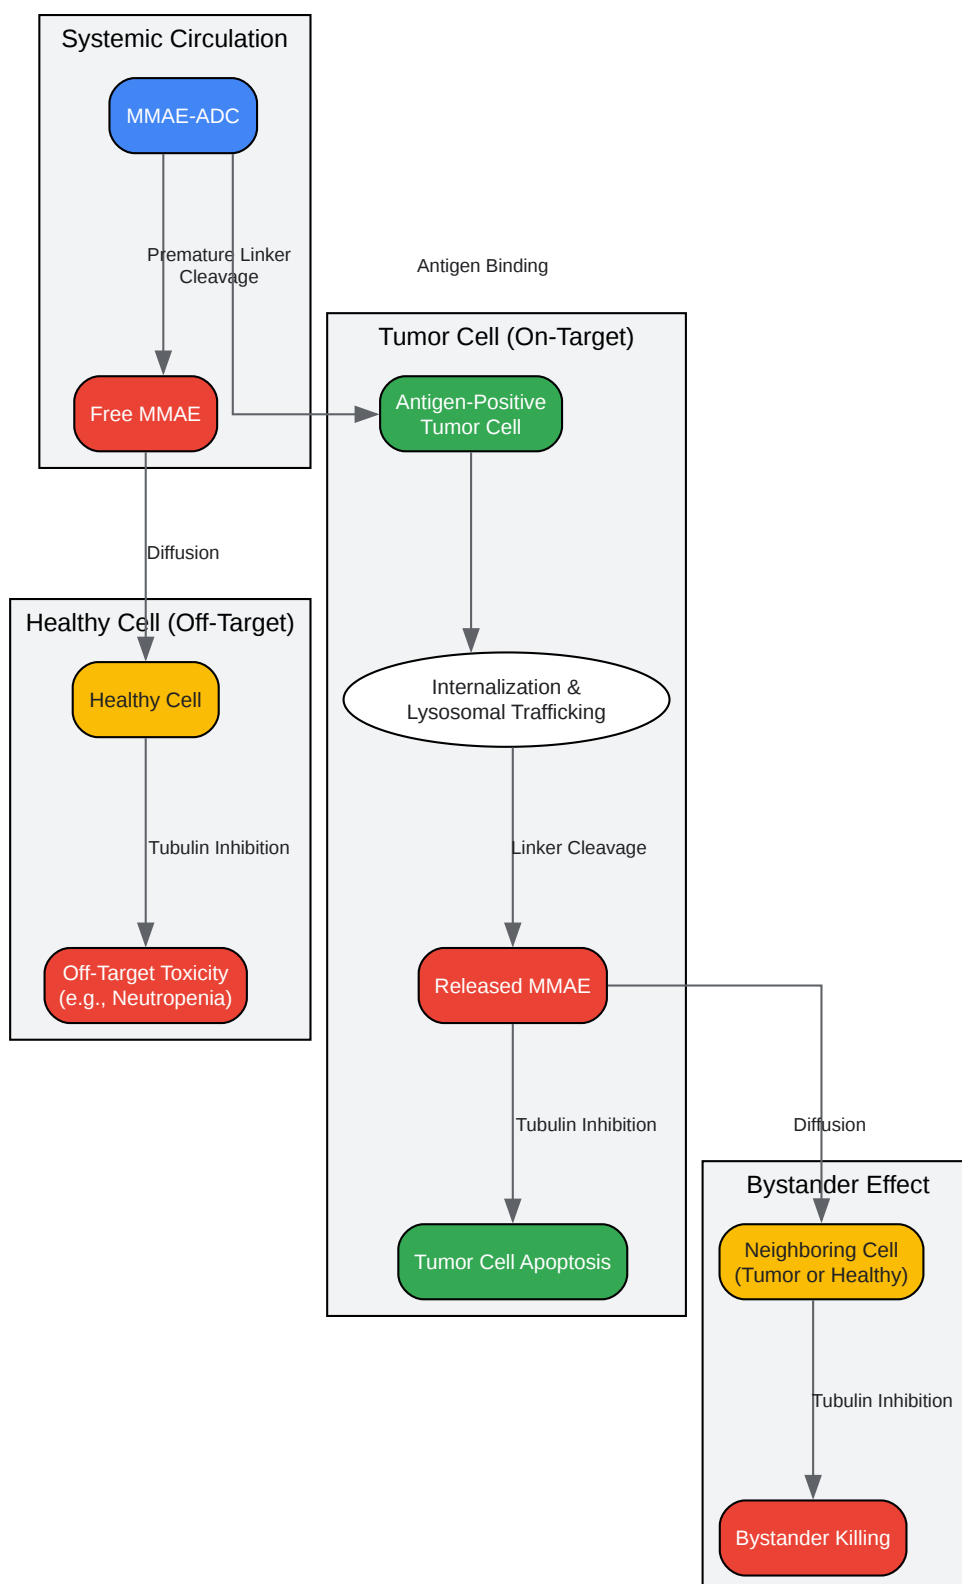 Systemic Circulation
MMAE-ADC
Premature Linker
Cleavage
Antigen Binding
Free MMAE
Tumor Cell (On-Target)
Antigen-Positive
Tumor Cell
Diffusion
Healthy Cell (Off-Target)
Healthy Cell
Internalization &
Lysosomal Trafficking
Tubulin Inhibition
Linker Cleavage
Off-Target Toxicity
(e.g., Neutropenia)
Released MMAE
Tubulin Inhibition
Diffusion
Tumor Cell Apoptosis
Bystander Effect
Neighboring Cell
(Tumor or Healthy)
Tubulin Inhibition
Bystander Killing